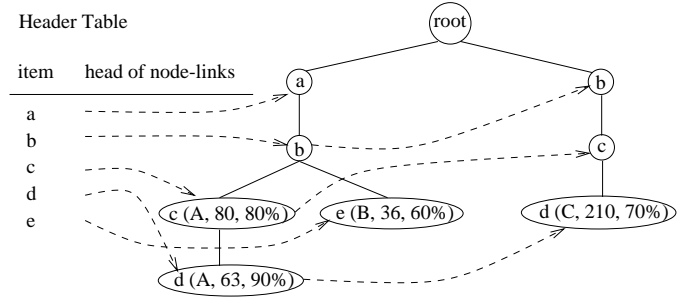 Header Table
root
item head of node-links
a
b
a
b
b
c
c
d
e
c (A, 80, 80%)
e (B, 36, 60%)
d (C, 210, 70%)
d (A, 63, 90%)